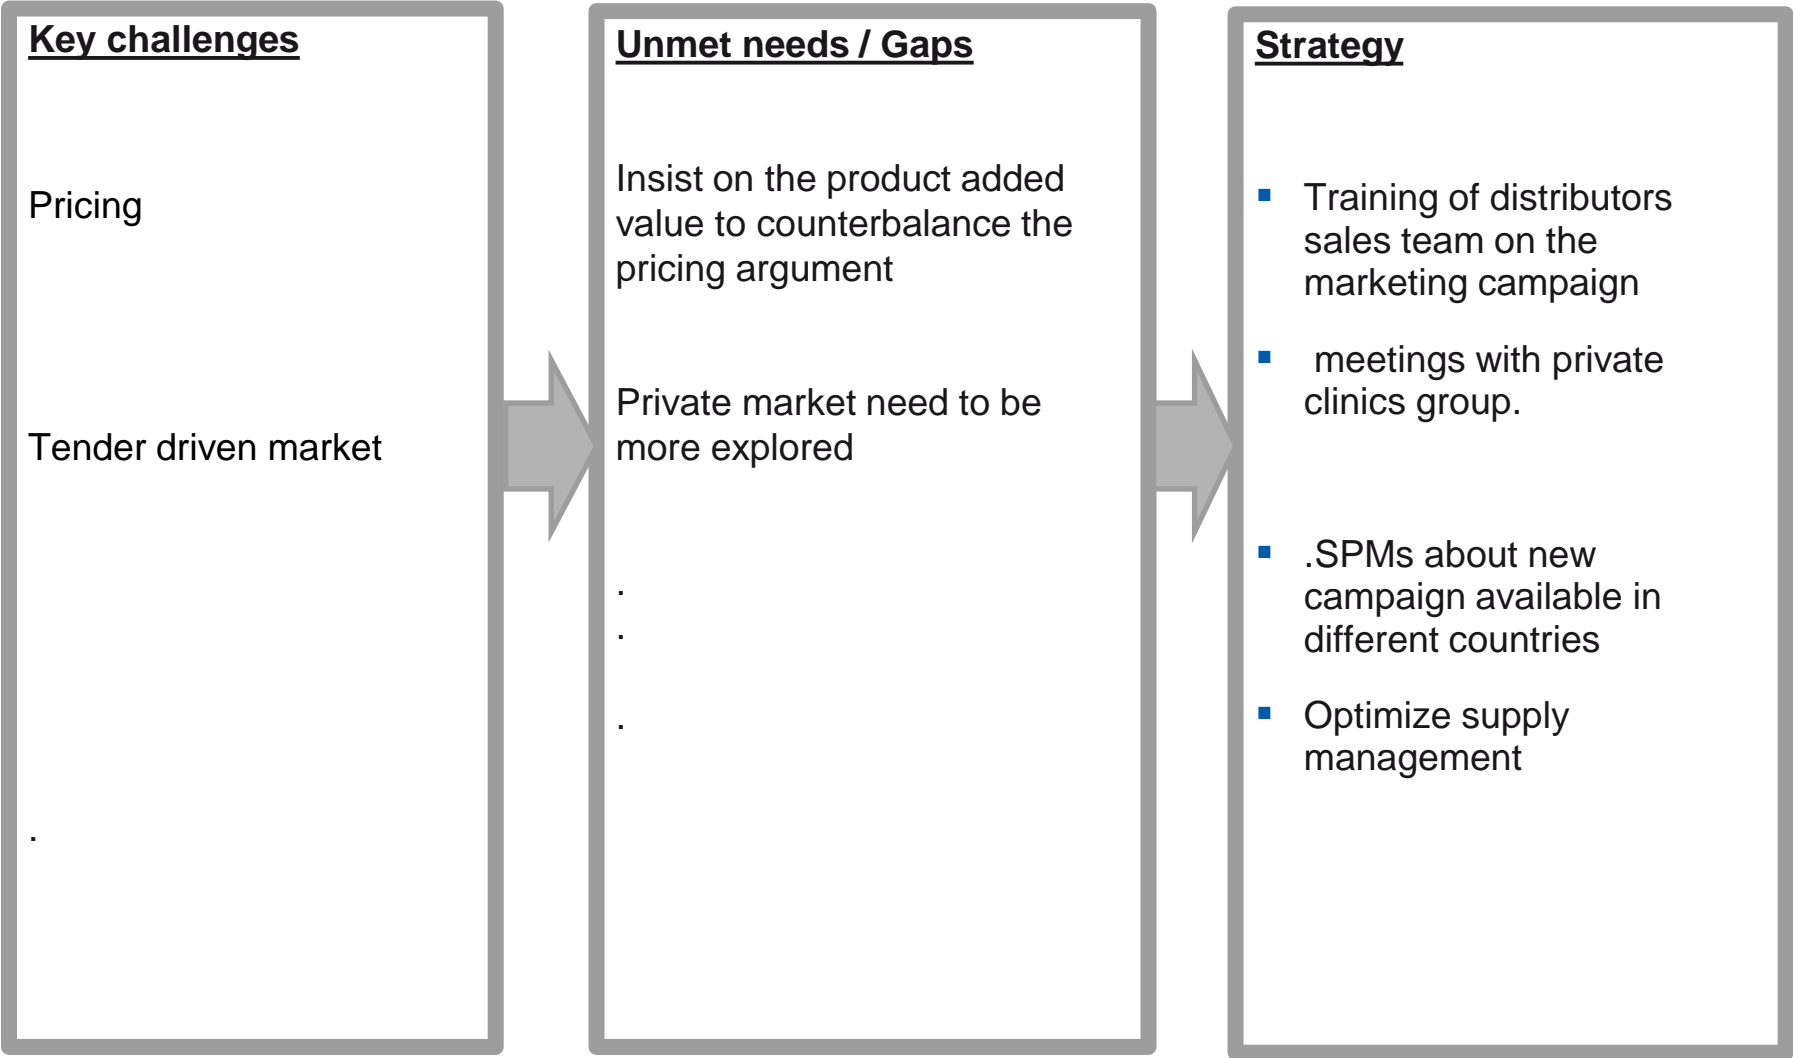 Key challenges
Pricing
Tender driven market
.
Unmet needs / Gaps
Insist on the product added
value to counterbalance the
pricing argument
Private market need to be
more explored
.
.
.
Strategy
▪ Training of distributors
sales team on the
marketing campaign
▪ meetings with private
clinics group.
▪ .SPMs about new
campaign available in
different countries
▪ Optimize supply
management